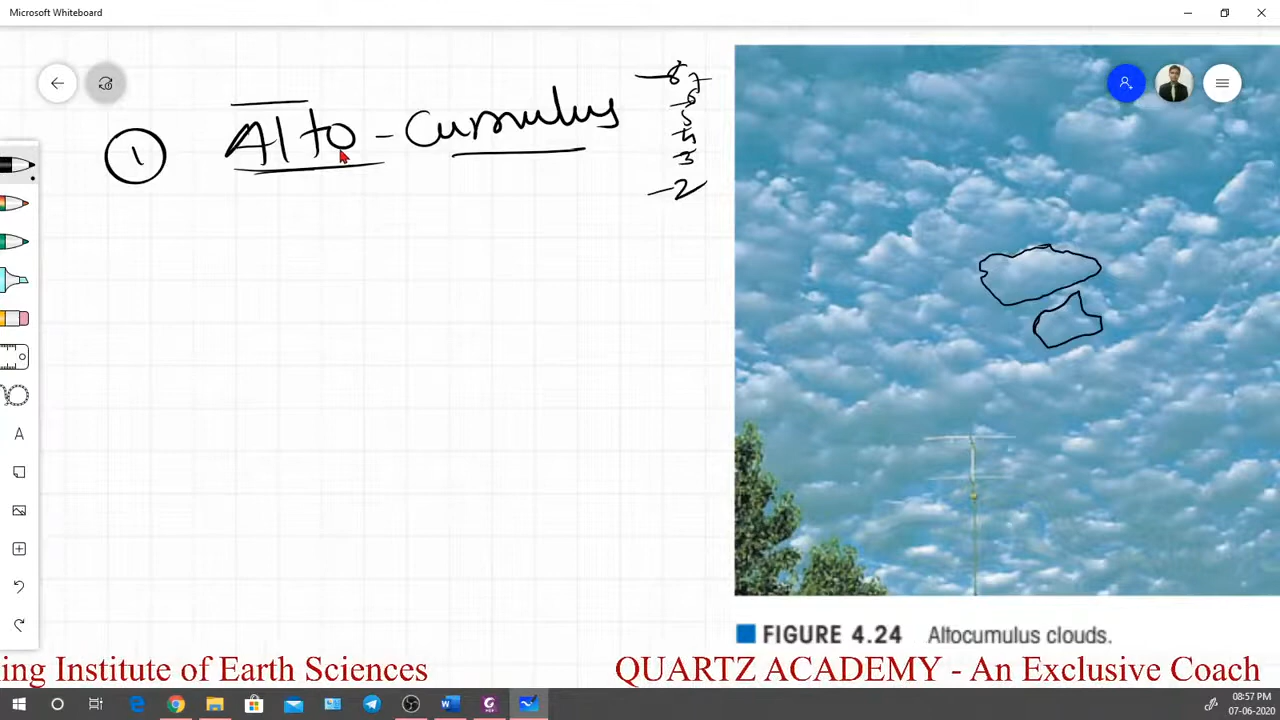 Microsoft Whiteboard
1 Alto - Cumulus
8
7
6
5
3
2
A
FIGURE 4.24 Altocumulus clouds.
ing Institute of Earth Sciences QUARTZ ACADEMY - An Exclusive Coach
08:57 PM
07-06-2020